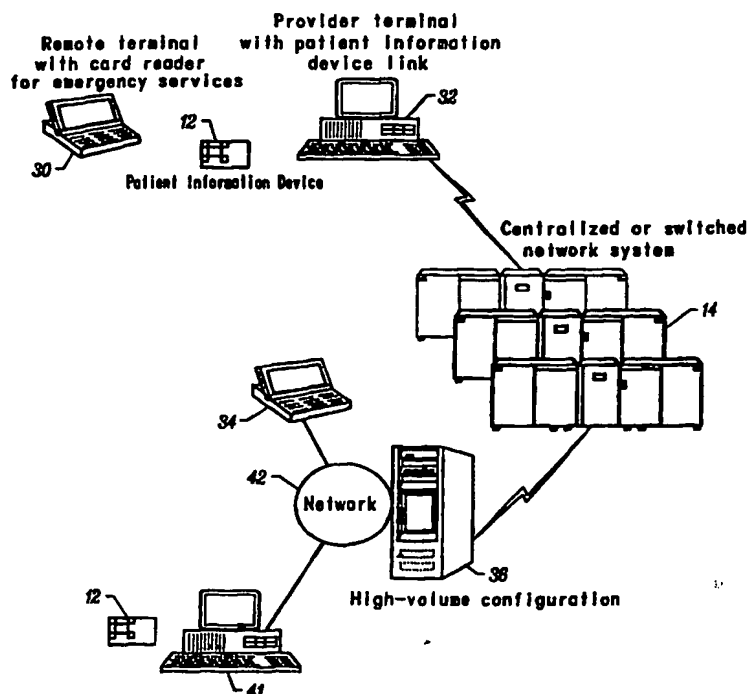 Provider terminal
with patient information
device link
Remote terminal
with card reader
for emergency services
32
12
30
Patient Information Device
Centralized or switched
network system
14
34
42
Network
36
High-volume configuration
12
41